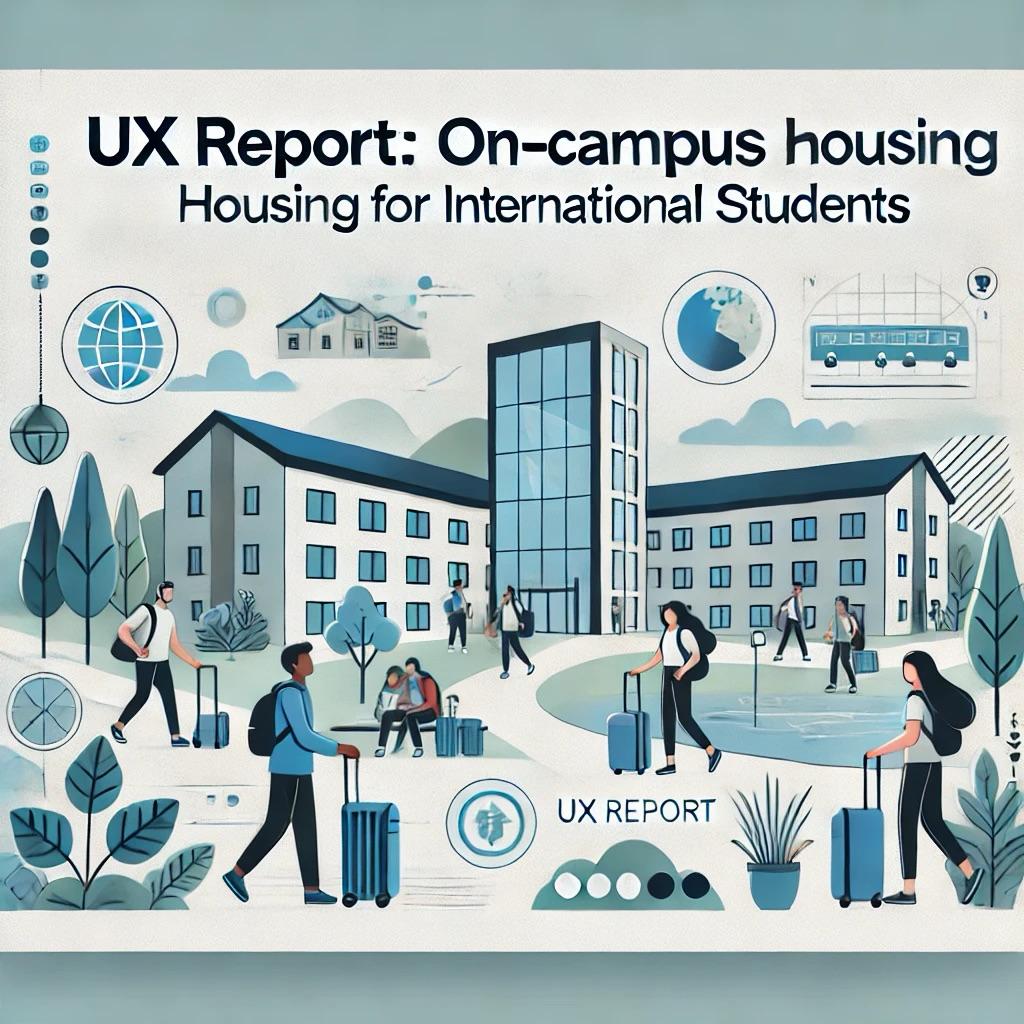 UX Report: On-campus housing
Housing for International Students
UX REPORT